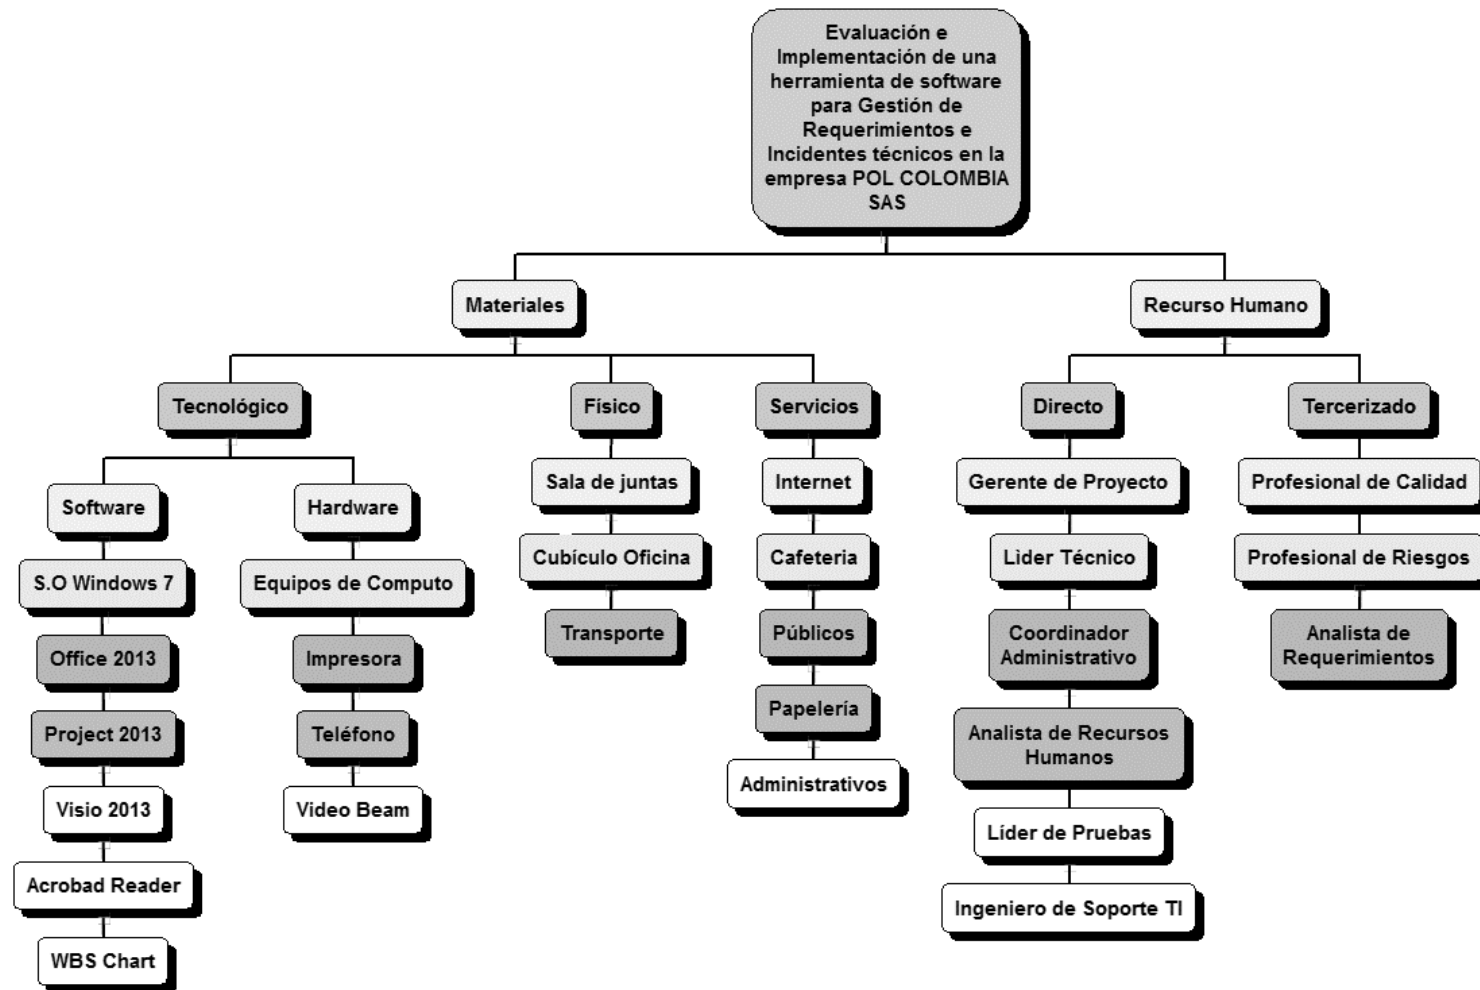 Evaluación e
Implementación de una
herramienta de software
para Gestión de
Requerimientos e
Incidentes técnicos en la
empresa POL COLOMBIA
SAS
Materiales
Recurso Humano
Tecnológico
Físico
Servicios
Directo
Tercerizado
Software
Hardware
Sala de juntas
Internet
Gerente de Proyecto
Profesional de Calidad
S.O Windows 7
Equipos de Computo
Cubículo Oficina
Cafeteria
Lìder Técnico
Profesional de Riesgos
Office 2013
Impresora
Transporte
Públicos
Coordinador
Administrativo
Analista de
Requerimientos
Project 2013
Teléfono
Papelería
Analista de Recursos
Humanos
Visio 2013
Video Beam
Administrativos
Líder de Pruebas
Acrobad Reader
Ingeniero de Soporte TI
WBS Chart